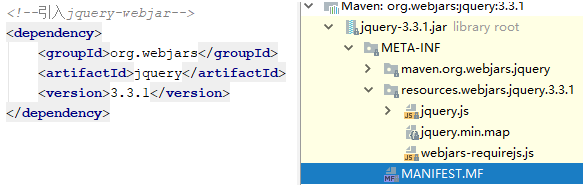 <!--引入jquery-webjar-->
<dependency>
<groupId>org.webjars</groupId>
<artifactId>jquery</artifactId>
<version>3.3.1</version>
</dependency>
Maven: org.webjars:jquery:3.3.1
jquery-3.3.1.jar library root
META-INF
maven.org.webjars.jquery
resources.webjars.jquery.3.3.1
jquery.js
jquery.min.map
webjars-requirejs.js
MANIFEST.MF